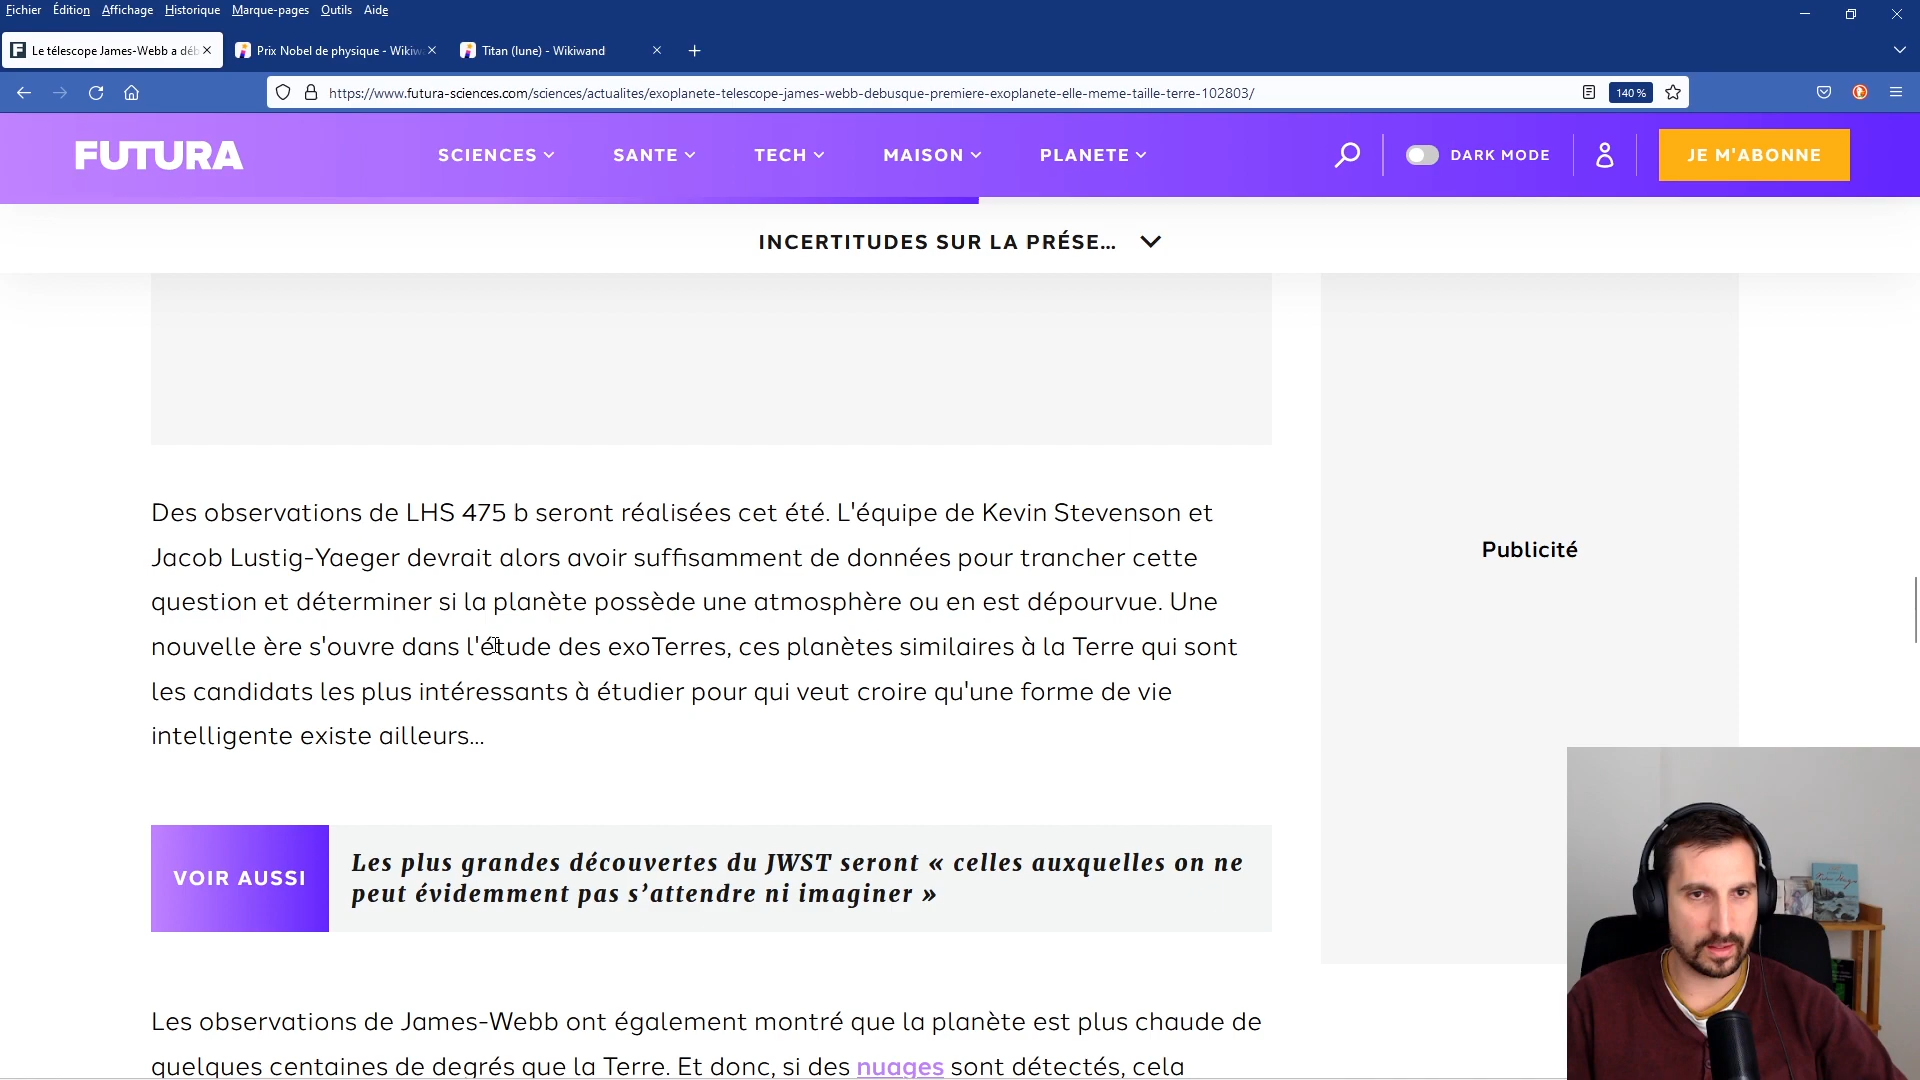 Fichier Édition Affichage Historique Marque-pages Outils Aide
Le télescope James-Webb a déb
Prix Nobel de physique - Wikiw
Titan (lune) - Wikiwand
https://www.futura-sciences.com/sciences/actualites/exoplanete-telescope-james-webb-debusque-premiere-exoplanete-elle-meme-taille-terre-102803/
140 %
FUTURA
SCIENCES SANTE TECH MAISON PLANETE
DARK MODE
JE M'ABONNE
INCERTITUDES SUR LA PRÉSE...
Des observations de LHS 475 b seront réalisées cet été. L'équipe de Kevin Stevenson et
Jacob Lustig-Yaeger devrait alors avoir suffisamment de données pour trancher cette
question et déterminer si la planète possède une atmosphère ou en est dépourvue. Une
nouvelle ère s'ouvre dans l'étude des exoTerres, ces planètes similaires à la Terre qui sont
les candidats les plus intéressants à étudier pour qui veut croire qu'une forme de vie
intelligente existe ailleurs...
Publicité
VOIR AUSSI
Les plus grandes découvertes du JWST seront « celles auxquelles on ne
peut évidemment pas s’attendre ni imaginer »
Les observations de James-Webb ont également montré que la planète est plus chaude de
quelques centaines de degrés que la Terre. Et donc, si des nuages sont détectés, cela